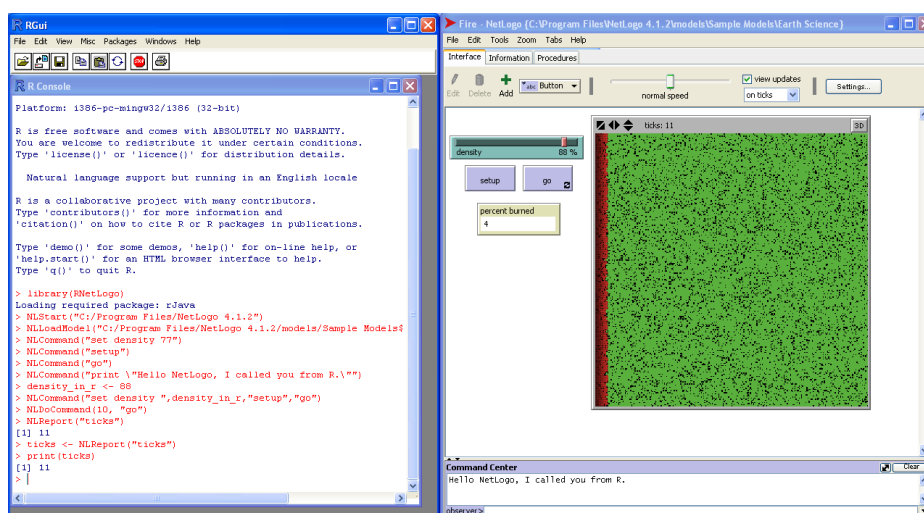 RGui
File Edit View Misc Packages Windows Help
STOP
R Console
Platform: i386-pc-mingw32/i386 (32-bit)
R is free software and comes with ABSOLUTELY NO WARRANTY.
You are welcome to redistribute it under certain conditions.
Type 'license()' or 'licence()' for distribution details.
Natural language support but running in an English locale
R is a collaborative project with many contributors.
Type 'contributors()' for more information and
'citation()' on how to cite R or R packages in publications.
Type 'demo()' for some demos, 'help()' for on-line help, or
'help.start()' for an HTML browser interface to help.
Type 'q()' to quit R.
> library(RNetLogo)
Loading required package: rJava
> NLStart("C:/Program Files/NetLogo 4.1.2")
> NLLoadModel("C:/Program Files/NetLogo 4.1.2/models/Sample Models$
> NLCommand("set density 77")
> NLCommand("setup")
> NLCommand("go")
> NLCommand("print \"Hello NetLogo, I called you from R.\"")
> density_in_r <- 88
> NLCommand("set density ",density_in_r,"setup","go")
> NLDoCommand(10, "go")
> NLReport("ticks")
[1] 11
> ticks <- NLReport("ticks")
> print(ticks)
[1] 11
>
Fire - NetLogo {C:\Program Files\NetLogo 4.1.2\models\Sample Models\Earth Science}
File Edit Tools Zoom Tabs Help
Interface Information Procedures
Edit Delete Add abc Button normal speed view updates on ticks Settings...
ticks: 11 3D
density 88 %
setup go
percent burned
4
Command Center Clear
Hello NetLogo, I called you from R.
observer>